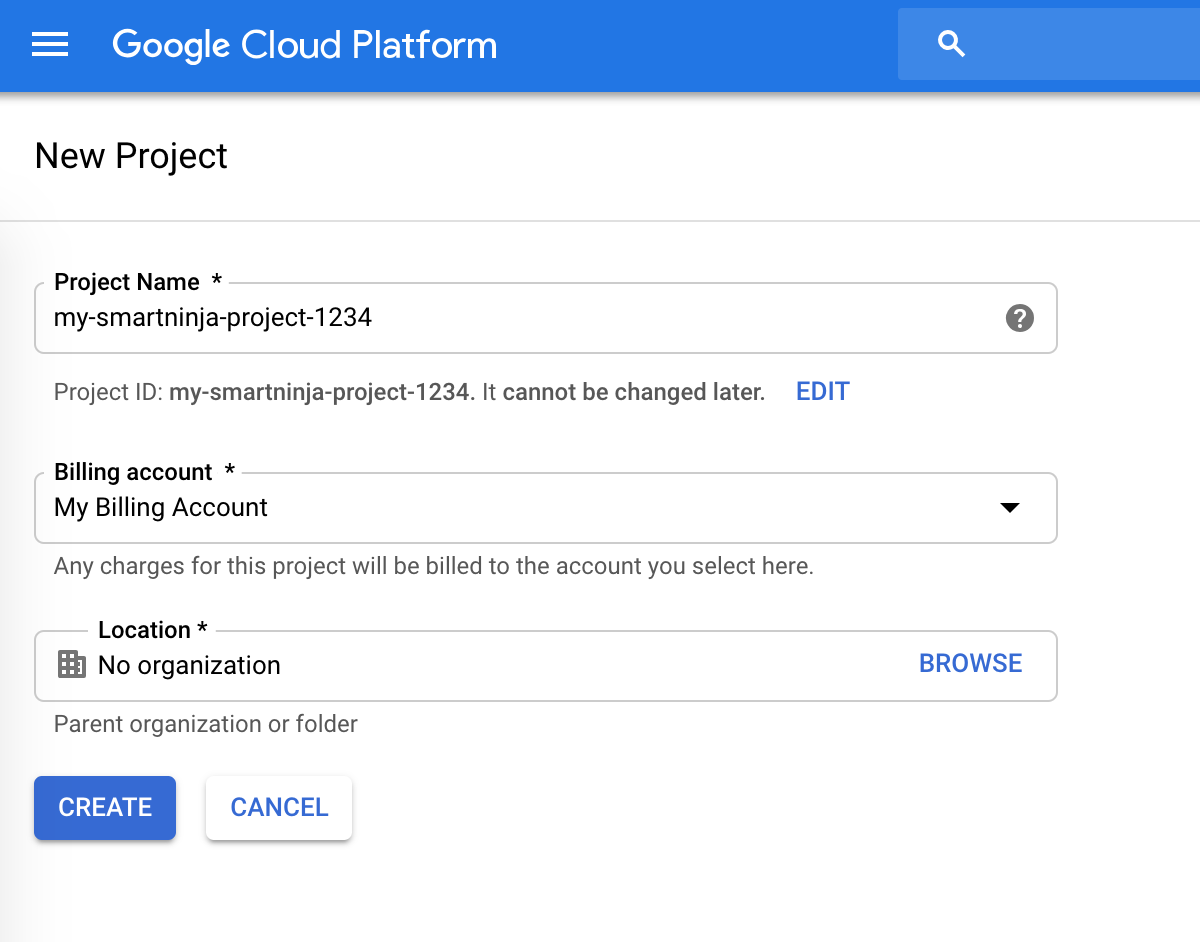 Google Cloud Platform
New Project
Project Name *
my-smartninja-project-1234
?
Project ID: my-smartninja-project-1234. It cannot be changed later. EDIT
Billing account *
My Billing Account
Any charges for this project will be billed to the account you select here.
Location *
No organization BROWSE
Parent organization or folder
CREATE CANCEL